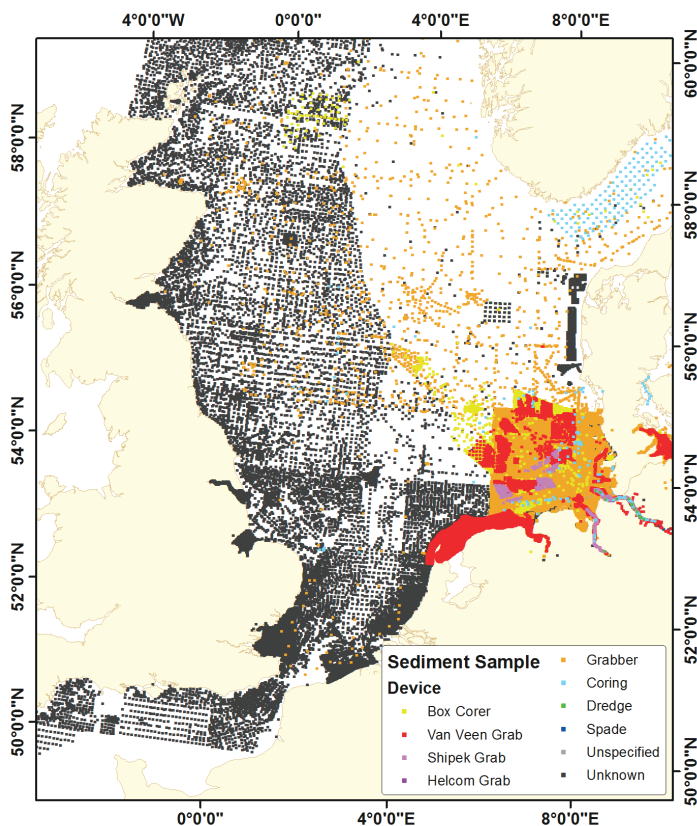 4°0'0"W 0°0'0" 4°0'0"E 8°0'0"E
60°0'0"N
58°0'0"N
58°0'0"N
56°0'0"N
56°0'0"N
54°0'0"N
54°0'0"N
52°0'0"N
52°0'0"N
50°0'0"N
50°0'0"N
Sediment Sample
Device
Box Corer
Van Veen Grab
Shipek Grab
Helcom Grab
Grabber
Coring
Dredge
Spade
Unspecified
Unknown
0°0'0" 4°0'0"E 8°0'0"E